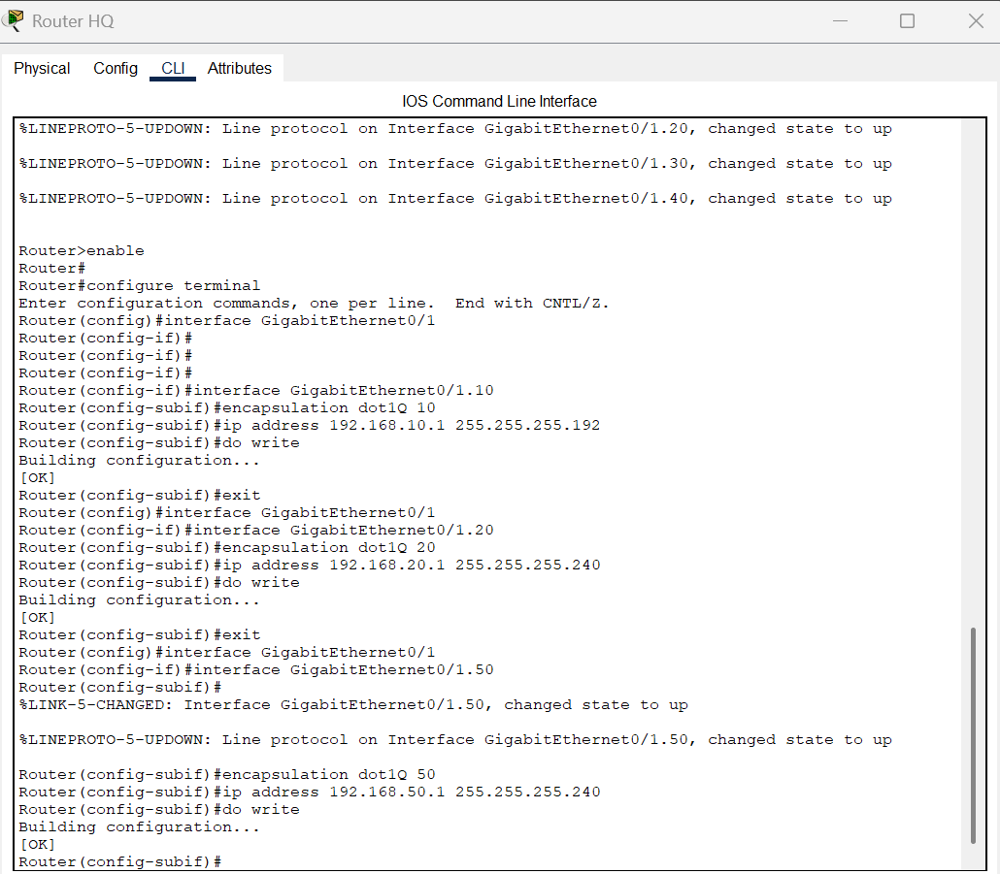 Router HQ
Physical Config CLI Attributes
IOS Command Line Interface
%LINEPROTO-5-UPDOWN: Line protocol on Interface GigabitEthernet0/1.20, changed state to up
%LINEPROTO-5-UPDOWN: Line protocol on Interface GigabitEthernet0/1.30, changed state to up
%LINEPROTO-5-UPDOWN: Line protocol on Interface GigabitEthernet0/1.40, changed state to up
Router>enable
Router#
Router#configure terminal
Enter configuration commands, one per line.  End with CNTL/Z.
Router(config)#interface GigabitEthernet0/1
Router(config-if)#
Router(config-if)#
Router(config-if)#
Router(config-if)#interface GigabitEthernet0/1.10
Router(config-subif)#encapsulation dot1Q 10
Router(config-subif)#ip address 192.168.10.1 255.255.255.192
Router(config-subif)#do write
Building configuration...
[OK]
Router(config-subif)#exit
Router(config)#interface GigabitEthernet0/1
Router(config-if)#interface GigabitEthernet0/1.20
Router(config-subif)#encapsulation dot1Q 20
Router(config-subif)#ip address 192.168.20.1 255.255.255.240
Router(config-subif)#do write
Building configuration...
[OK]
Router(config-subif)#exit
Router(config)#interface GigabitEthernet0/1
Router(config-if)#interface GigabitEthernet0/1.50
Router(config-subif)#
%LINK-5-CHANGED: Interface GigabitEthernet0/1.50, changed state to up
%LINEPROTO-5-UPDOWN: Line protocol on Interface GigabitEthernet0/1.50, changed state to up
Router(config-subif)#encapsulation dot1Q 50
Router(config-subif)#ip address 192.168.50.1 255.255.255.240
Router(config-subif)#do write
Building configuration...
[OK]
Router(config-subif)#